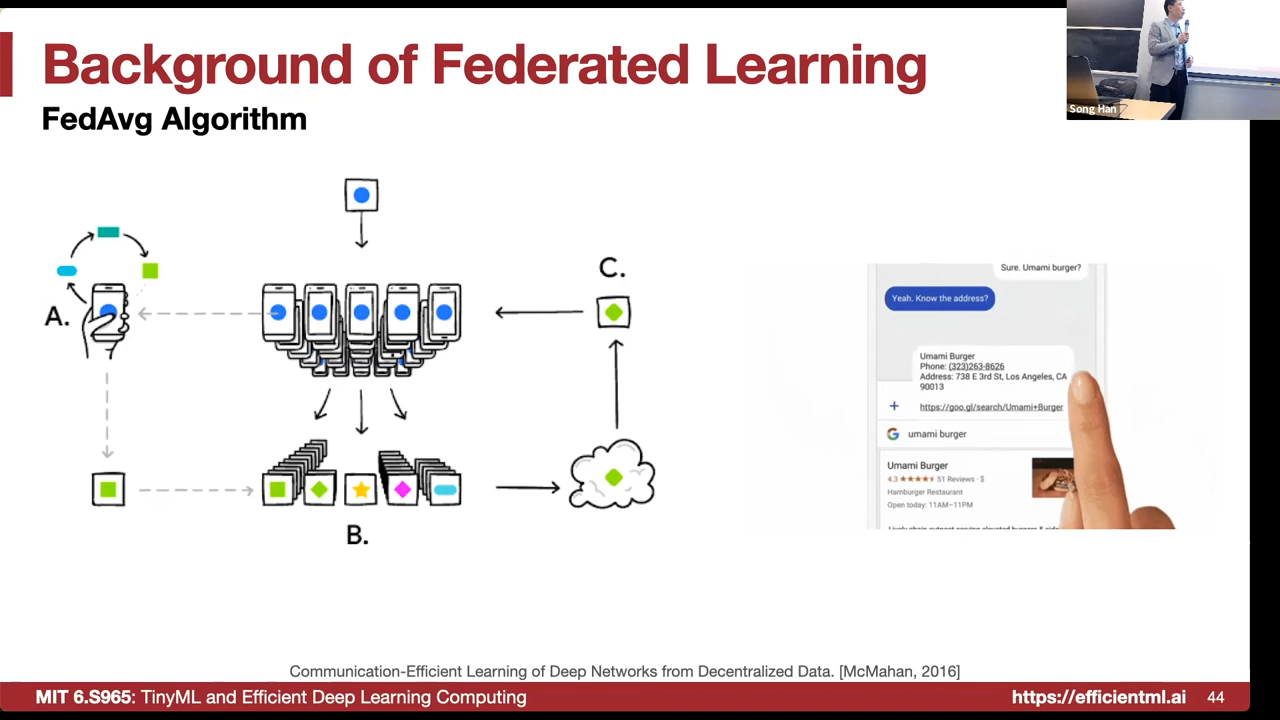 Background of Federated Learning
FedAvg Algorithm
Song Han
A.
B.
C.
Sure. Umami burger?
Yeah. Know the address?
Umami Burger
Phone: (323)263-8626
Address: 738 E 3rd St, Los Angeles, CA
90013
https://goo.gl/search/Umami+Burger
umami burger
Umami Burger
4.3 ★★★★★ 51 Reviews · $
Hamburger Restaurant
Open today: 11AM–11PM
Communication-Efficient Learning of Deep Networks from Decentralized Data. [McMahan, 2016]
MIT 6.S965: TinyML and Efficient Deep Learning Computing
https://efficientml.ai
44